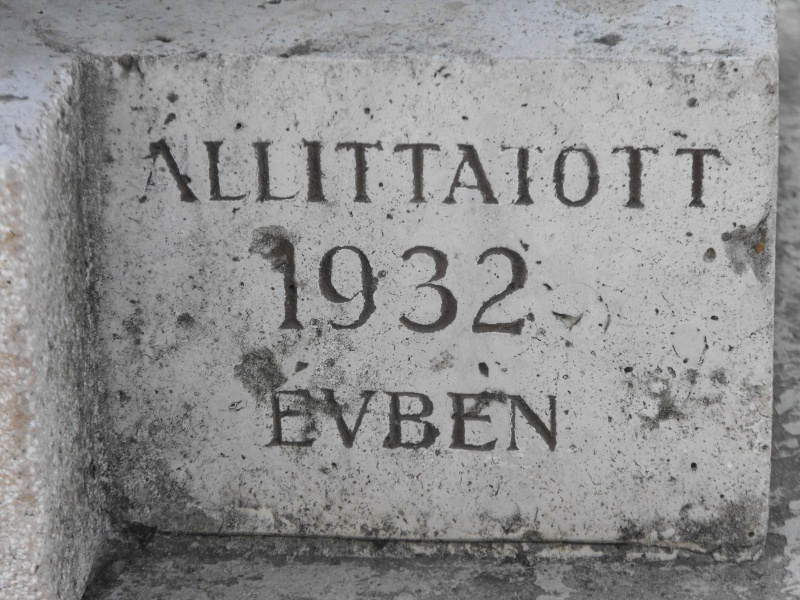 ÁLLITTATOTT
1932
ÉVBEN